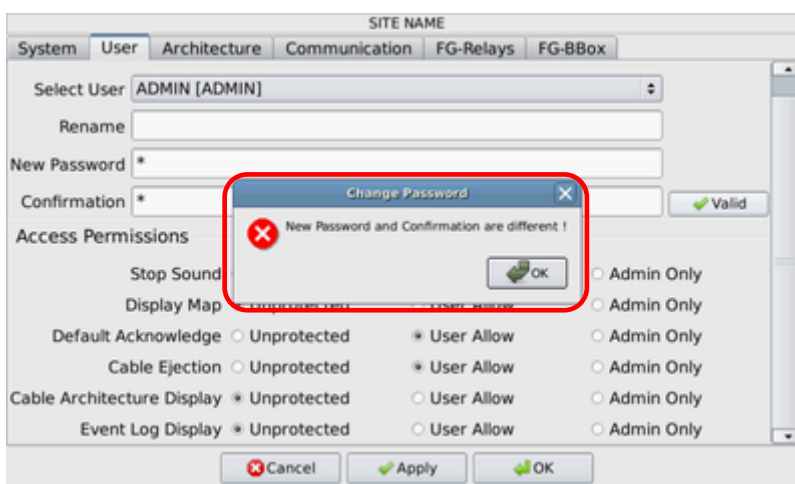 SITE NAME
System User Architecture Communication FG-Relays FG-BBox
Select User ADMIN [ADMIN]
Rename
New Password *
Confirmation *
Valid
Change Password
New Password and Confirmation are different !
OK
Access Permissions
Stop Sound Admin Only
Display Map Unprotected User Allow Admin Only
Default Acknowledge Unprotected User Allow Admin Only
Cable Ejection Unprotected User Allow Admin Only
Cable Architecture Display Unprotected User Allow Admin Only
Event Log Display Unprotected User Allow Admin Only
Cancel Apply OK